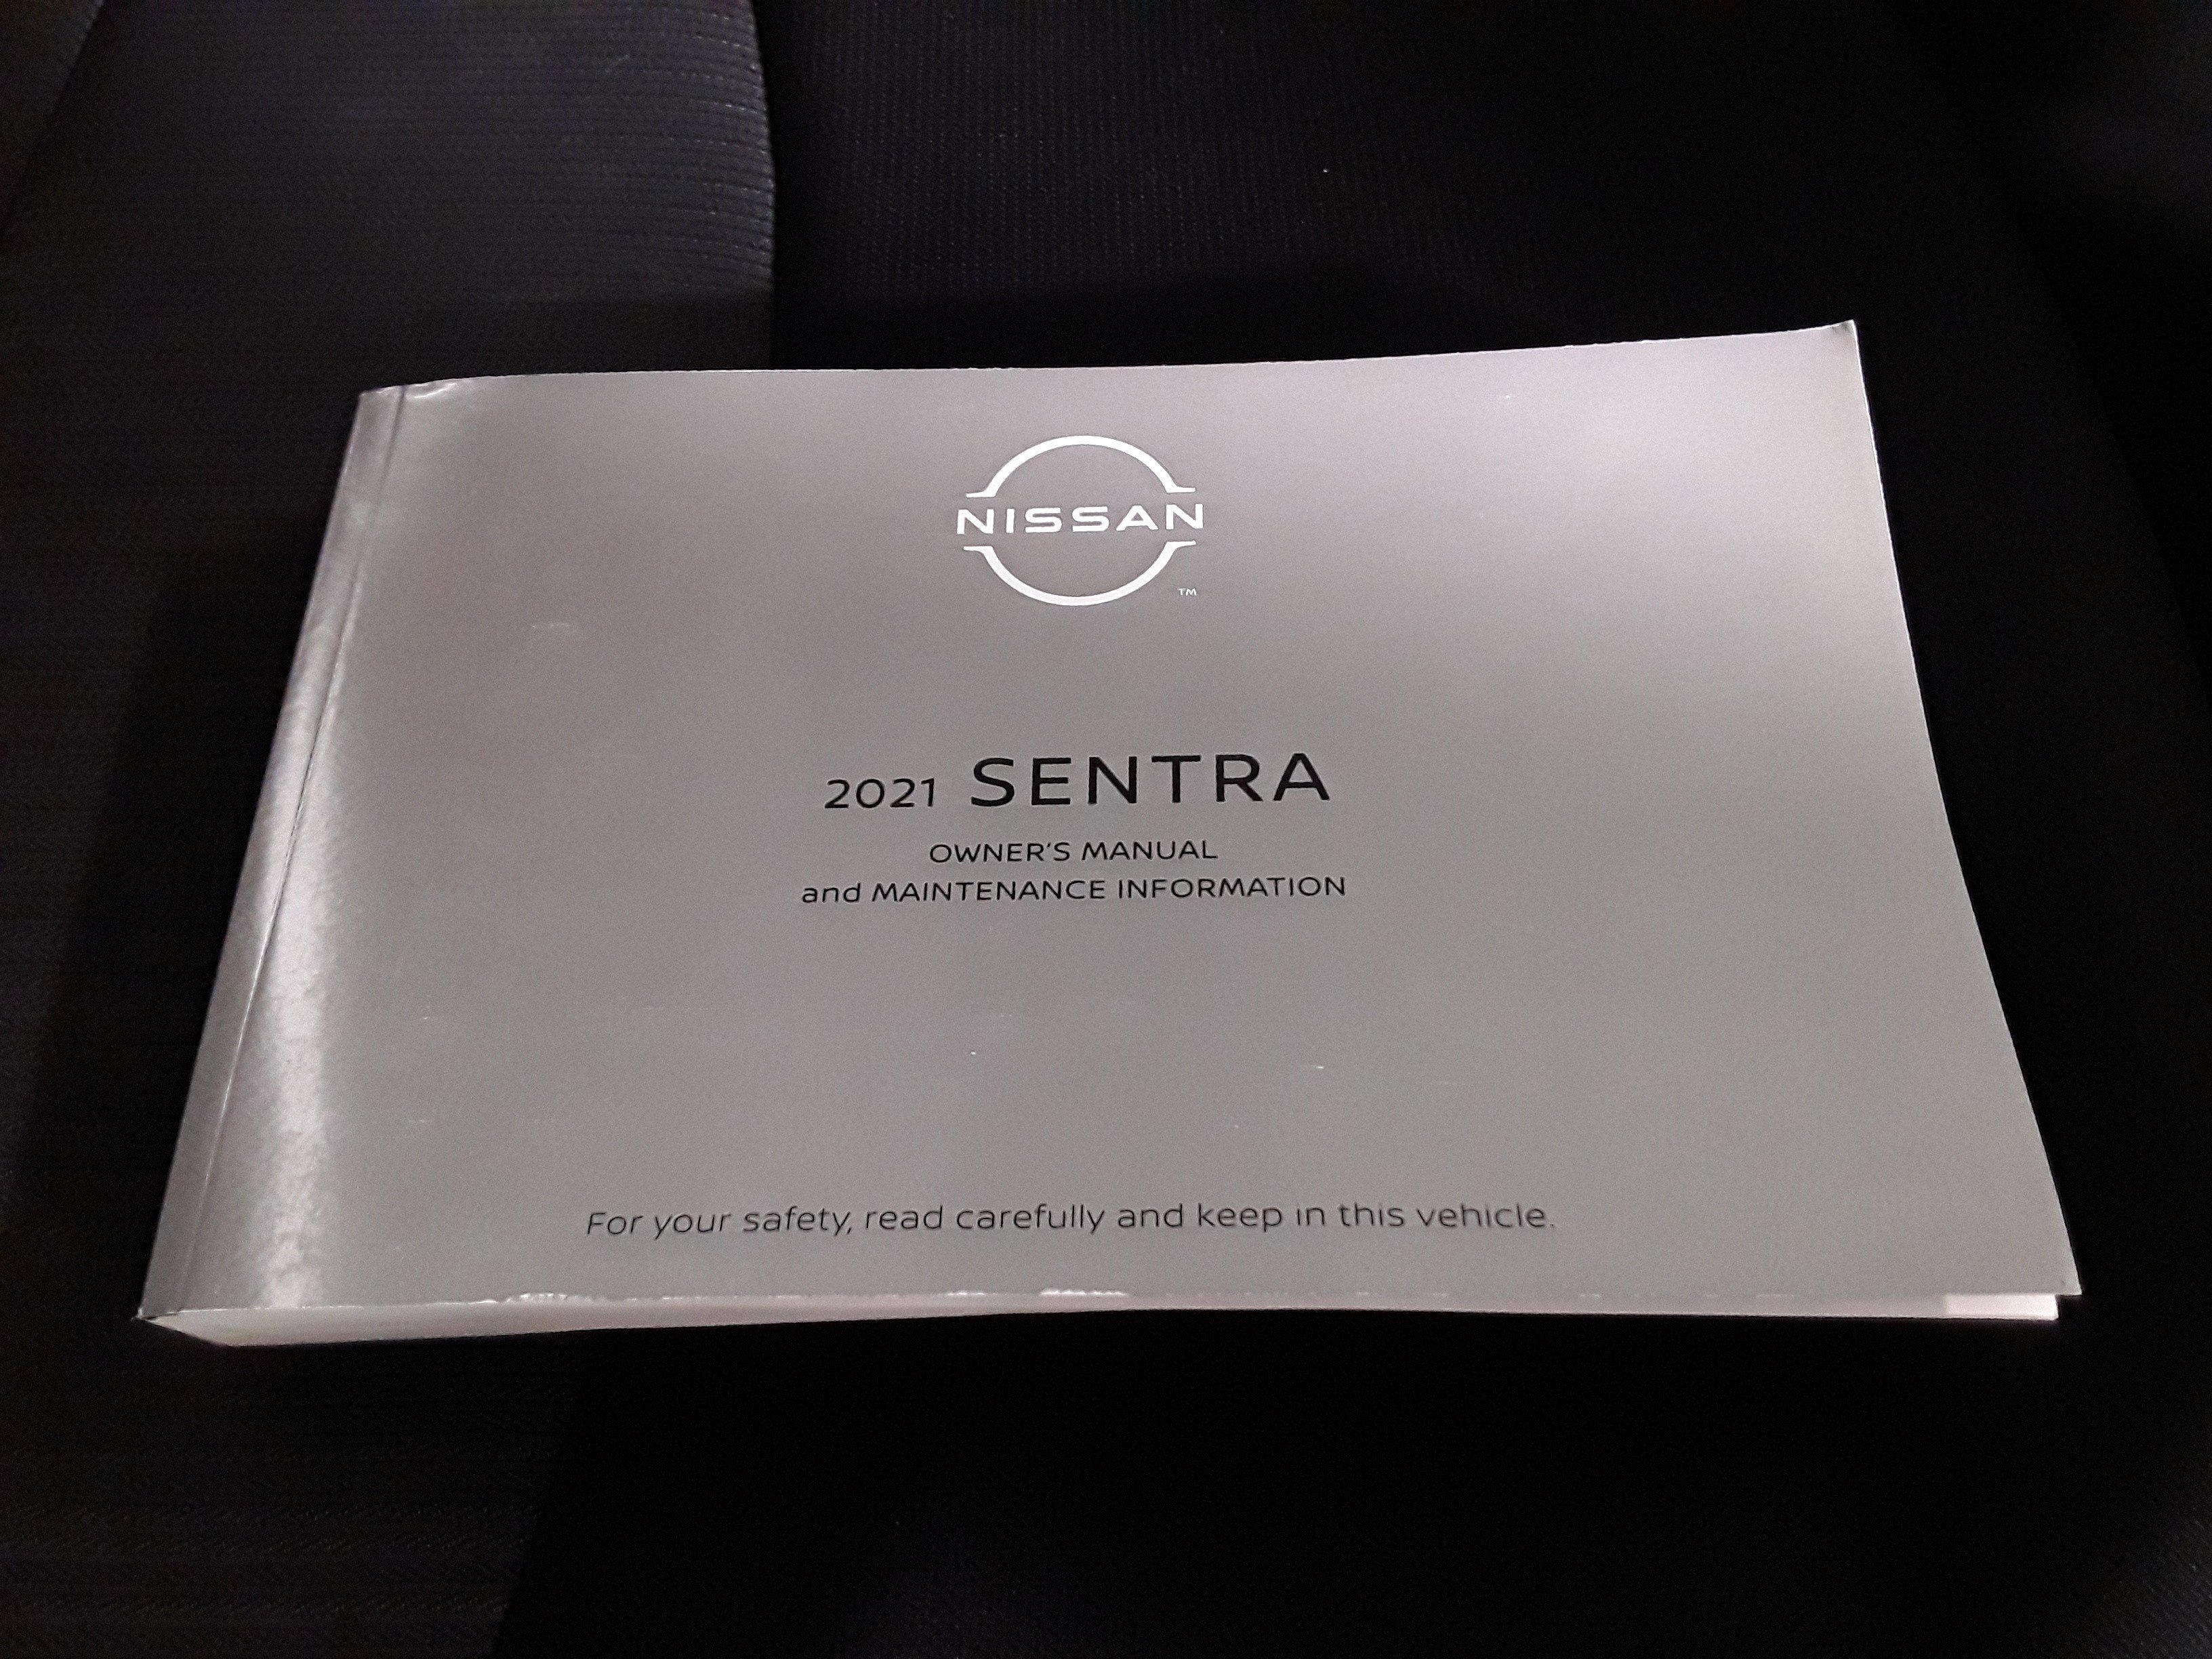 NISSAN
TM
2021 SENTRA
OWNER'S MANUAL
and MAINTENANCE INFORMATION
For your safety, read carefully and keep in this vehicle.